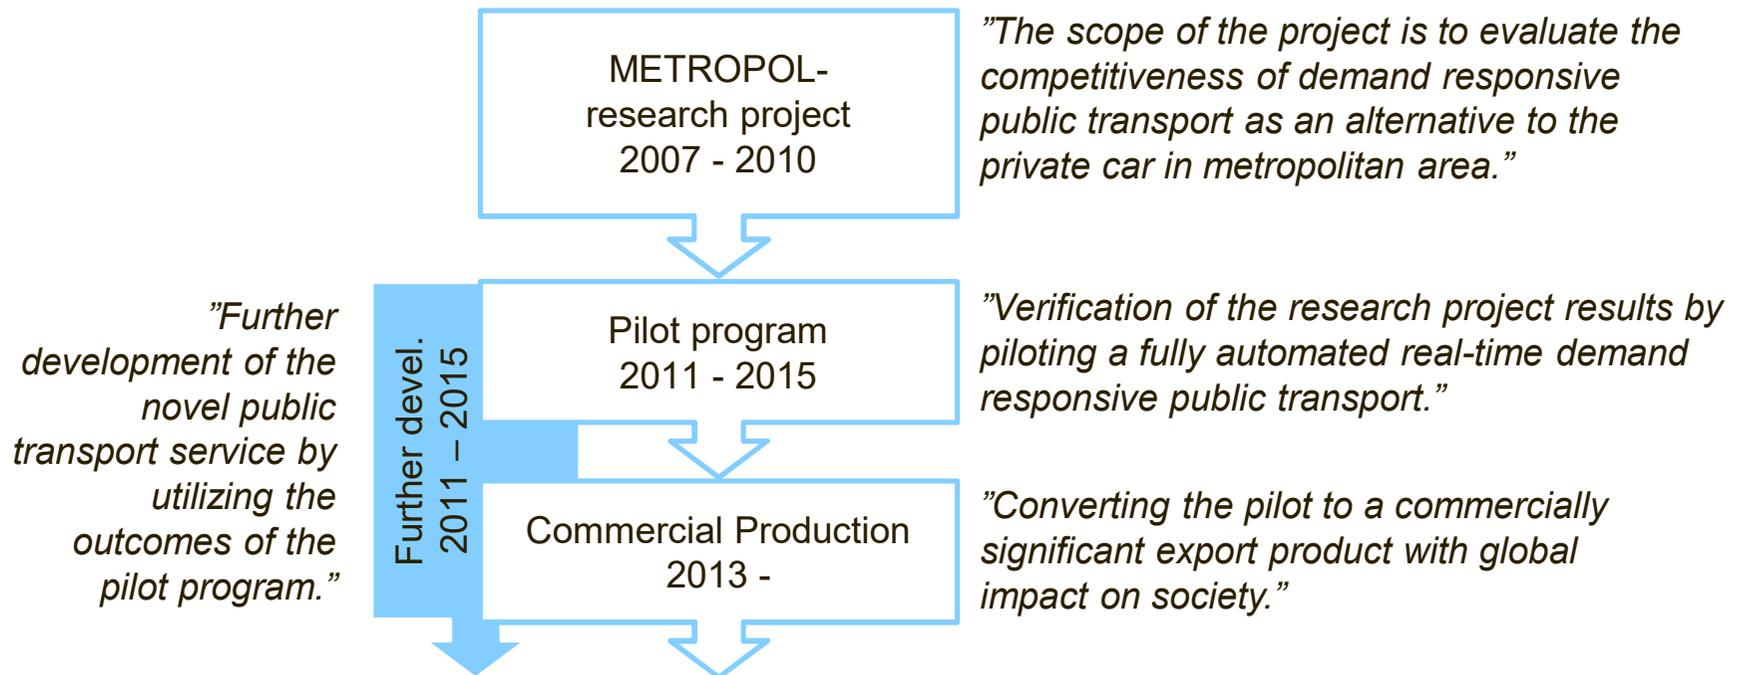 METROPOL-
research project
2007 - 2010
”The scope of the project is to evaluate the
competitiveness of demand responsive
public transport as an alternative to the
private car in metropolitan area.”
”Further
development of the
novel public
transport service by
utilizing the
outcomes of the
pilot program.”
Further devel.
2011 – 2015
Pilot program
2011 - 2015
”Verification of the research project results by
piloting a fully automated real-time demand
responsive public transport.”
Commercial Production
2013 -
”Converting the pilot to a commercially
significant export product with global
impact on society.”